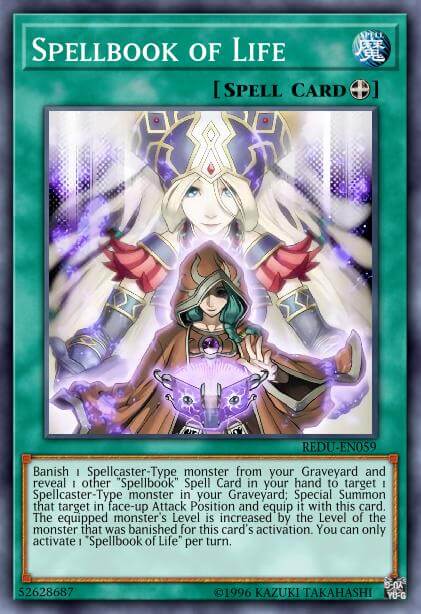 Spellbook of Life
SPELL
魔
[Spell Card]
REDU-EN059
Banish 1 Spellcaster-Type monster from your Graveyard and
reveal 1 other "Spellbook" Spell Card in your hand to target 1
Spellcaster-Type monster in your Graveyard; Special Summon
that target in face-up Attack Position and equip it with this card.
The equipped monster's Level is increased by the Level of the
monster that was banished for this card's activation. You can only
activate 1 "Spellbook of Life" per turn.
52628687
©1996 KAZUKI TAKAHASHI